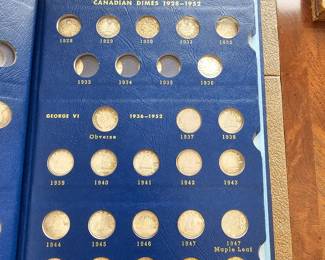 CANADIAN DIMES 1928-1952
1928 1929 1930 1931 1932
1933 1934 1935 1936
GEORGE VI 1936-1952
Obverse 1937 1938
1939 1940 1941 1942 1943
1944 1945 1946 1947 1947
Maple Leaf